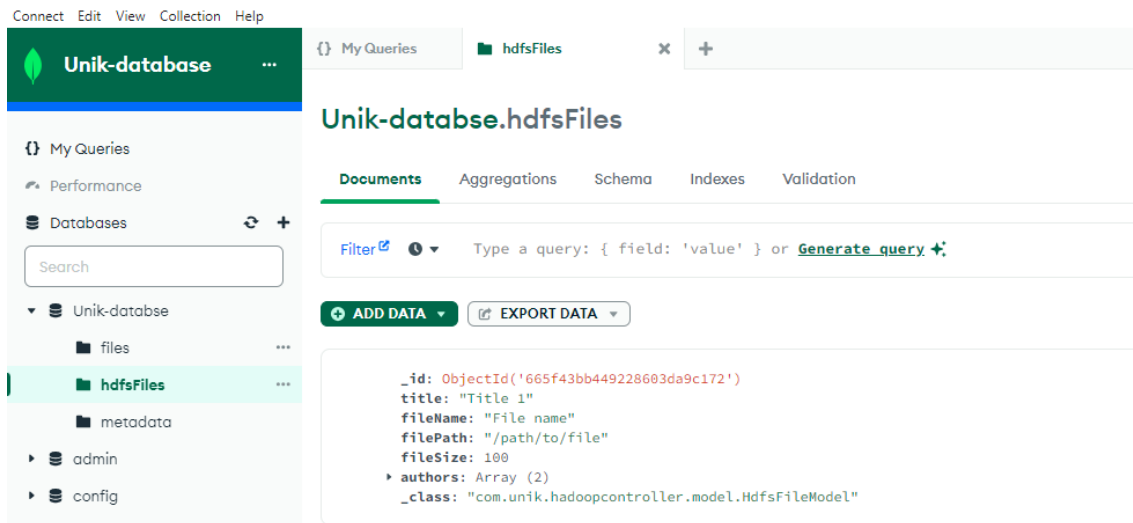 Connect Edit View Collection Help
Unik-database ...
{} My Queries
Performance
Databases
Search
Unik-databse
files
hdfsFiles
metadata
admin
config
{} My Queries
hdfsFiles
Unik-databse.hdfsFiles
Documents Aggregations Schema Indexes Validation
Filter Type a query: { field: 'value' } or Generate query
ADD DATA EXPORT DATA
_id: ObjectId('665f43bb449228603da9c172')
title: "Title 1"
fileName: "File name"
filePath: "/path/to/file"
fileSize: 100
authors: Array (2)
_class: "com.unik.hadoopcontroller.model.HdfsFileModel"